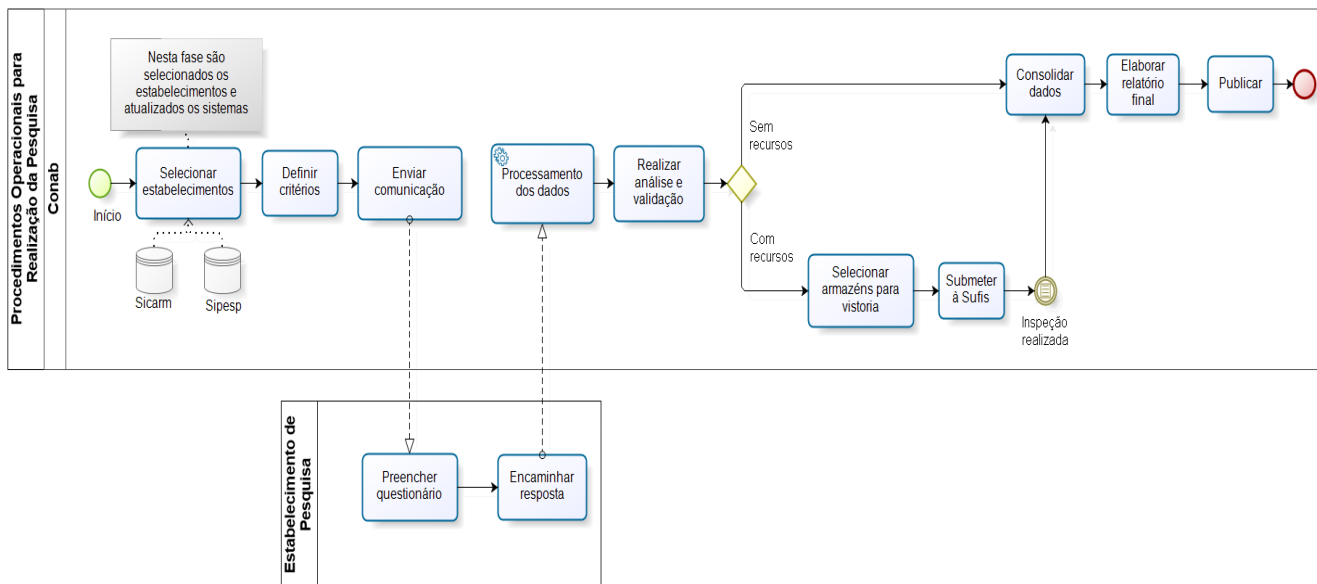 Procedimentos Operacionais para
Realização da Pesquisa
Conab
Nesta fase são
selecionados os
estabelecimentos e
atualizados os sistemas
Início
Selecionar
estabelecimentos
Sicarm
Sipesp
Definir
critérios
Enviar
comunicação
Processamento
dos dados
Realizar
análise e
validação
Sem
recursos
Com
recursos
Selecionar
armazéns para
vistoria
Submeter
à Sufis
Inspeção
realizada
Consolidar
dados
Elaborar
relatório
final
Publicar
Estabelecimento de
Pesquisa
Preencher
questionário
Encaminhar
resposta